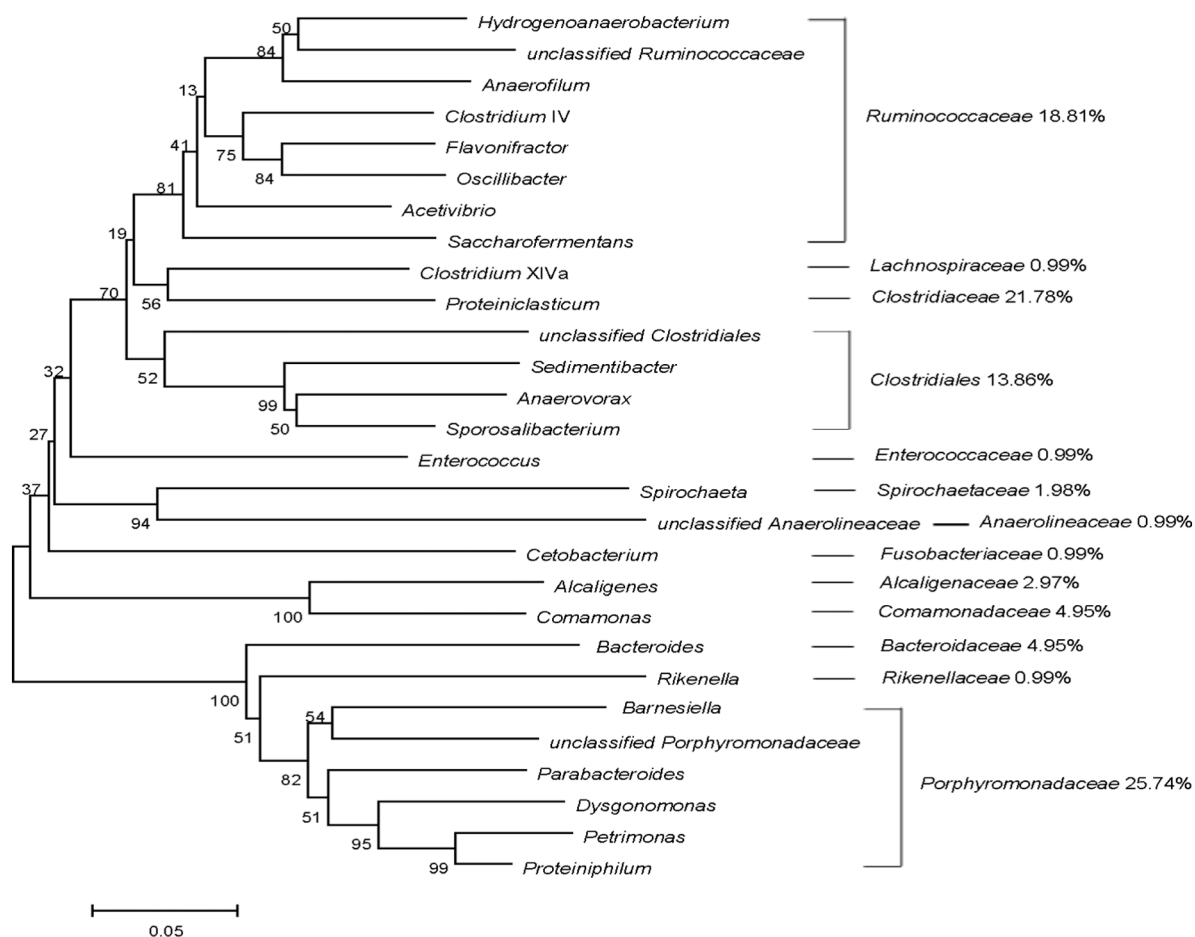 50
Hydrogenoanaerobacterium
84
unclassified Ruminococcaceae
Anaerofilum
13
Clostridium IV
Ruminococcaceae 18.81%
75
Flavonifractor
41
84
Oscillibacter
81
Acetivibrio
19
Saccharofermentans
Clostridium XIVa
Lachnospiraceae 0.99%
70
56
Proteiniclasticum
Clostridiaceae 21.78%
unclassified Clostridiales
32
52
Sedimentibacter
Clostridiales 13.86%
99
Anaerovorax
27
50
Sporosalibacterium
Enterococcus
Enterococcaceae 0.99%
37
Spirochaeta
Spirochaetaceae 1.98%
94
unclassified Anaerolineaceae
Anaerolineaceae 0.99%
Cetobacterium
Fusobacteriaceae 0.99%
Alcaligenes
Alcaligenaceae 2.97%
100
Comamonas
Comamonadaceae 4.95%
Bacteroides
Bacteroidaceae 4.95%
100
Rikenella
Rikenellaceae 0.99%
51
54
Barnesiella
unclassified Porphyromonadaceae
82
Parabacteroides
Porphyromonadaceae 25.74%
51
Dysgonomonas
95
Petrimonas
99
Proteiniphilum
0.05